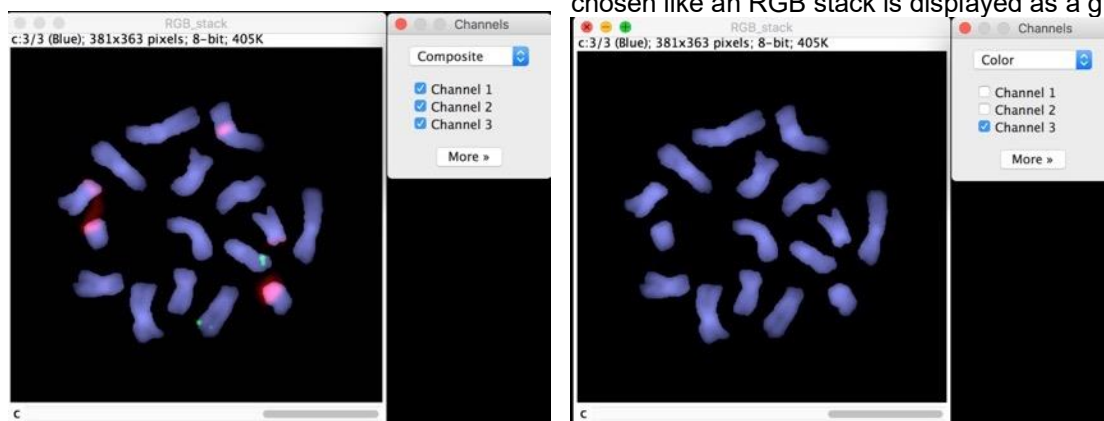 chosen like an RGB stack is displayed as a g
RGB_stack
c:3/3 (Blue); 381x363 pixels; 8-bit; 405K
c
Channels
Composite
Channel 1
Channel 2
Channel 3
More »
RGB_stack
c:3/3 (Blue); 381x363 pixels; 8-bit; 405K
c
Channels
Color
Channel 1
Channel 2
Channel 3
More »